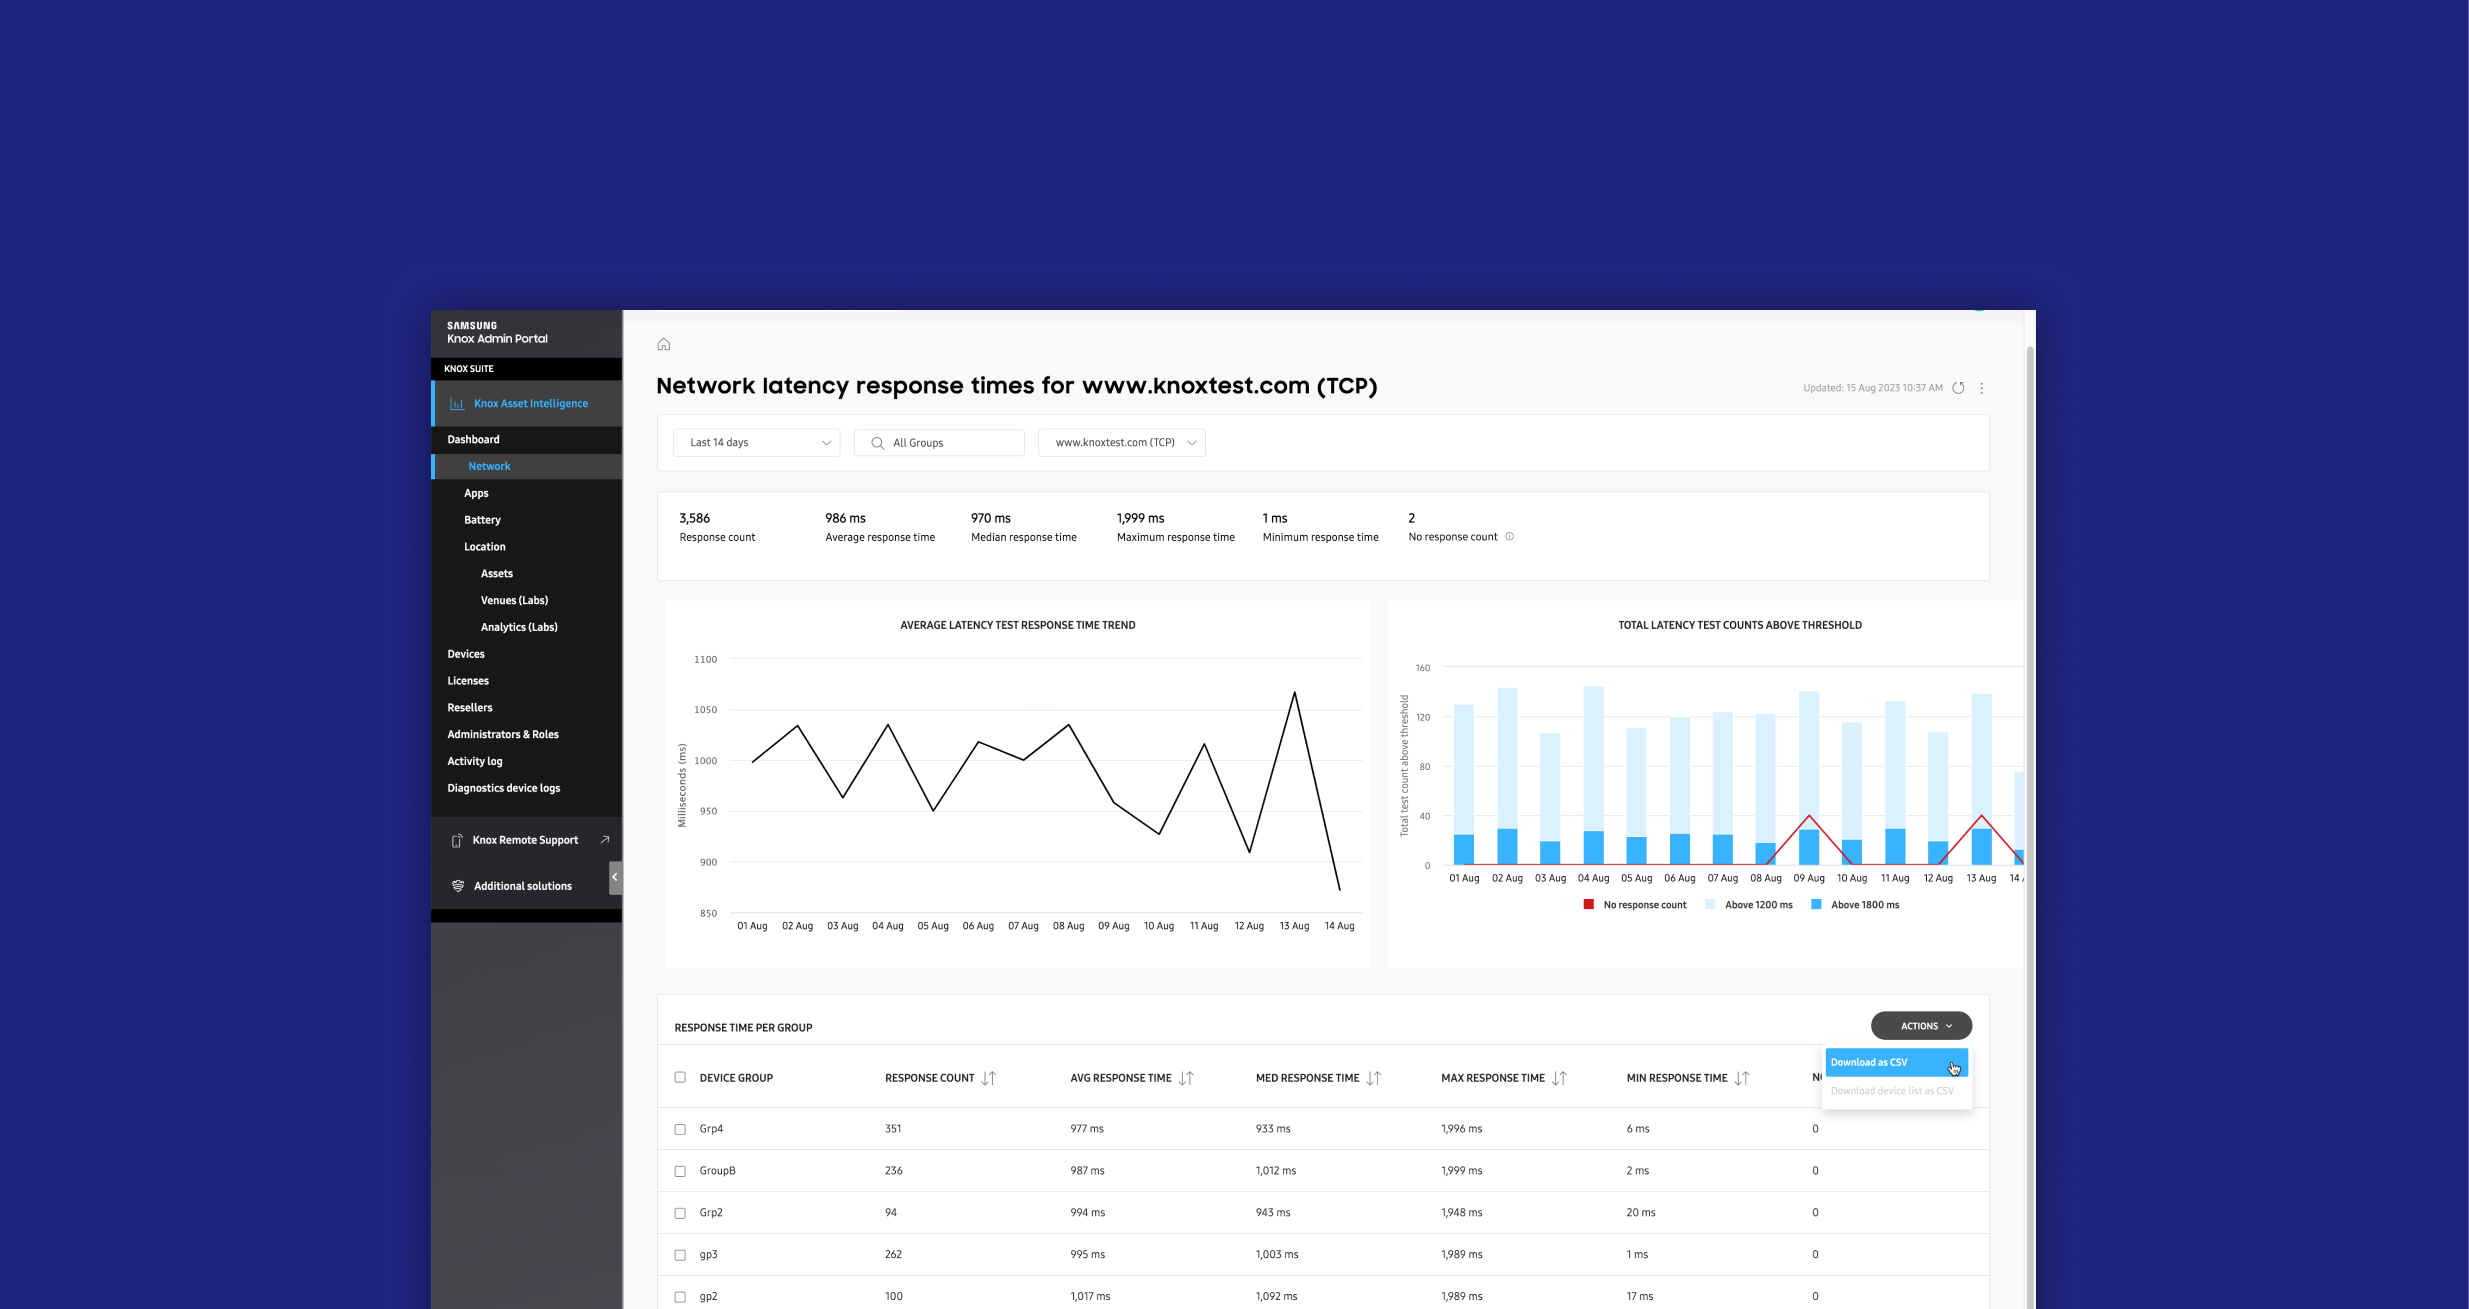 SAMSUNG
Knox Admin Portal
KNOX SUITE
Knox Asset Intelligence
Dashboard
Network
Apps
Battery
Location
Assets
Venues (Labs)
Analytics (Labs)
Devices
Licenses
Resellers
Administrators & Roles
Activity log
Diagnostics device logs
Knox Remote Support
Additional solutions
Network latency response times for www.knoxtest.com (TCP)
Updated: 15 Aug 2023 10:37 AM
Last 14 days All Groups www.knoxtest.com (TCP)
3,586 986 ms 970 ms 1,999 ms 1 ms 2
Response count Average response time Median response time Maximum response time Minimum response time No response count
AVERAGE LATENCY TEST RESPONSE TIME TREND
Milliseconds (ms)
1100
1050
1000
950
900
850
01 Aug 02 Aug 03 Aug 04 Aug 05 Aug 06 Aug 07 Aug 08 Aug 09 Aug 10 Aug 11 Aug 12 Aug 13 Aug 14 Aug
TOTAL LATENCY TEST COUNTS ABOVE THRESHOLD
Total test count above threshold
160
120
80
40
0
01 Aug 02 Aug 03 Aug 04 Aug 05 Aug 06 Aug 07 Aug 08 Aug 09 Aug 10 Aug 11 Aug 12 Aug 13 Aug 14
No response count Above 1200 ms Above 1800 ms
RESPONSE TIME PER GROUP
ACTIONS
Download as CSV
Download device list as CSV
DEVICE GROUP RESPONSE COUNT AVG RESPONSE TIME MED RESPONSE TIME MAX RESPONSE TIME MIN RESPONSE TIME
Grp4 351 977 ms 933 ms 1,996 ms 6 ms 0
GroupB 236 987 ms 1,012 ms 1,999 ms 2 ms 0
Grp2 94 994 ms 943 ms 1,948 ms 20 ms 0
gp3 262 995 ms 1,003 ms 1,989 ms 1 ms 0
gp2 100 1,017 ms 1,092 ms 1,989 ms 17 ms 0